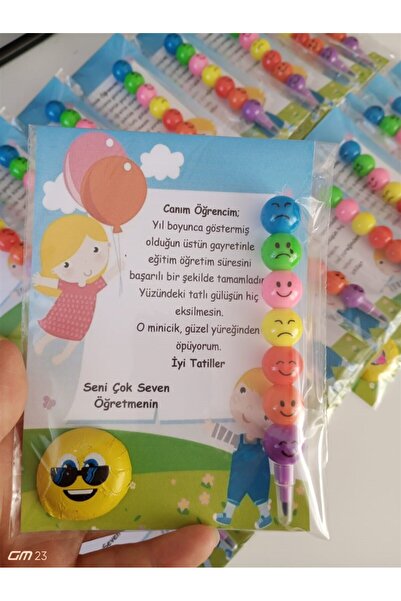 Canım Öğrencim;
Yıl boyunca göstermiş
olduğun üstün gayretinle
eğitim öğretim süresini
başarılı bir şekilde tamamladın
Yüzündeki tatlı gülüşün hiç
eksilmesin.
O minicik, güzel yüreğinden
öpüyorum.
İyi Tatiller
Seni Çok Seven
Öğretmenin
GM 23